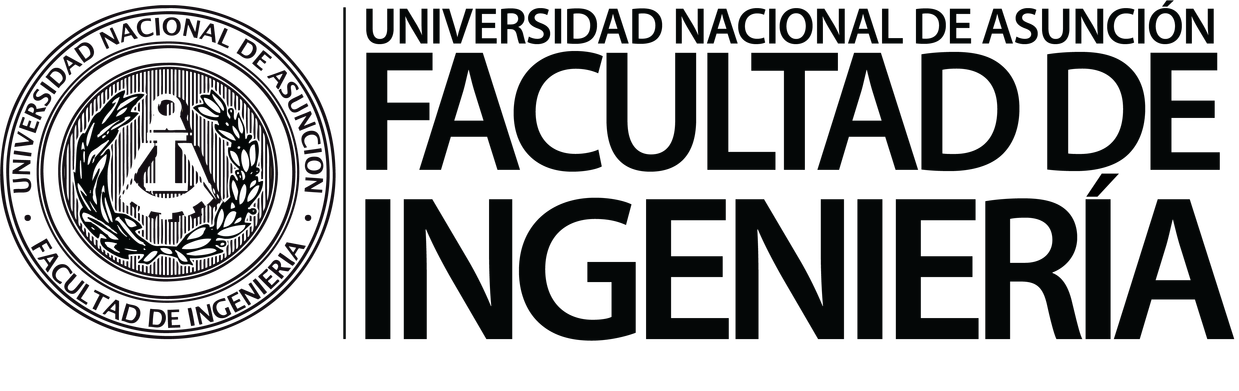 UNIVERSIDAD NACIONAL DE ASUNCION
FACULTAD DE INGENIERIA
UNIVERSIDAD NACIONAL DE ASUNCIÓN
FACULTAD DE
INGENIERÍA